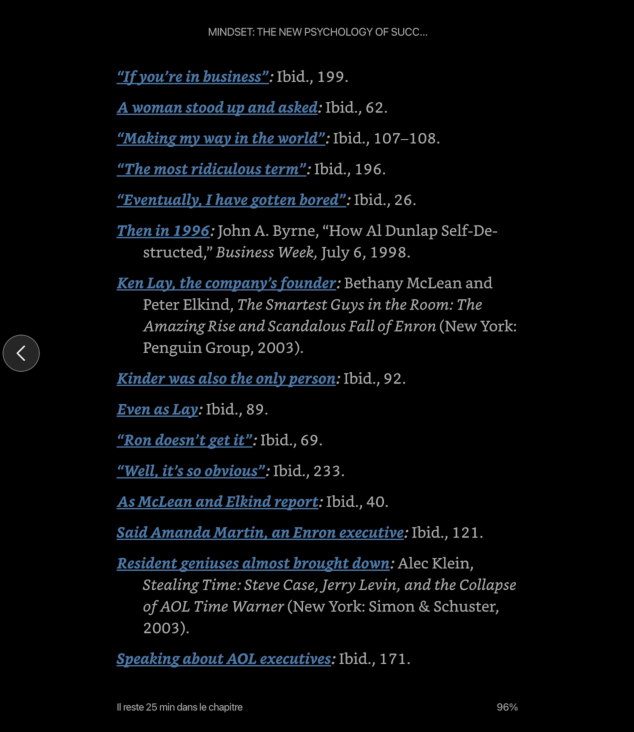 MINDSET: THE NEW PSYCHOLOGY OF SUCC...
“If you’re in business”: Ibid., 199.
A woman stood up and asked: Ibid., 62.
“Making my way in the world”: Ibid., 107–108.
“The most ridiculous term”: Ibid., 196.
“Eventually, I have gotten bored”: Ibid., 26.
Then in 1996: John A. Byrne, “How Al Dunlap Self-De-
structed,” Business Week, July 6, 1998.
Ken Lay, the company’s founder: Bethany McLean and
Peter Elkind, The Smartest Guys in the Room: The
Amazing Rise and Scandalous Fall of Enron (New York:
Penguin Group, 2003).
Kinder was also the only person: Ibid., 92.
Even as Lay: Ibid., 89.
“Ron doesn’t get it”: Ibid., 69.
“Well, it’s so obvious”: Ibid., 233.
As McLean and Elkind report: Ibid., 40.
Said Amanda Martin, an Enron executive: Ibid., 121.
Resident geniuses almost brought down: Alec Klein,
Stealing Time: Steve Case, Jerry Levin, and the Collapse
of AOL Time Warner (New York: Simon & Schuster,
2003).
Speaking about AOL executives: Ibid., 171.
Il reste 25 min dans le chapitre
96%